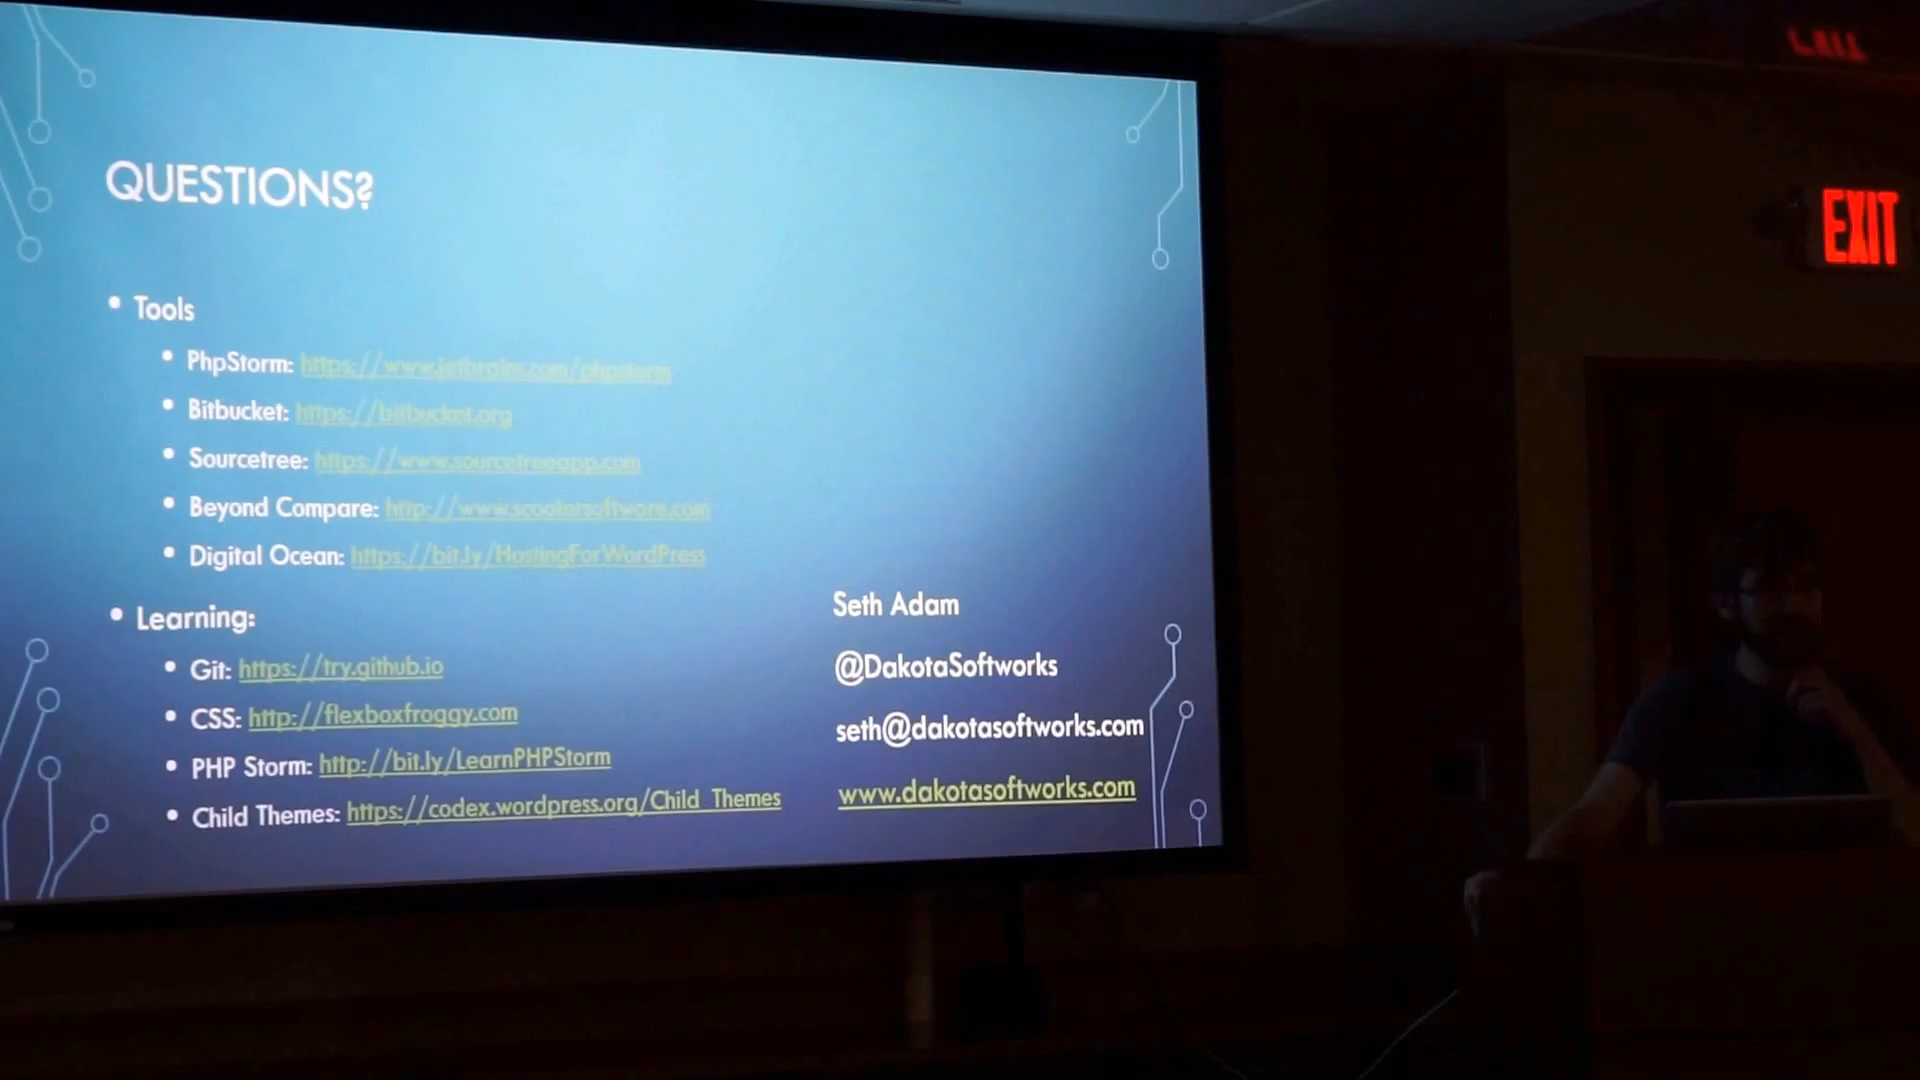 QUESTIONS?
• Tools
• PhpStorm: https://www.jetbrains.com/phpstorm
• Bitbucket: https://bitbucket.org
• Sourcetree: https://www.sourcetreeapp.com
• Beyond Compare: http://www.scootersoftware.com
• Digital Ocean: https://bit.ly/HostingForWordPress
• Learning:
• Git: https://try.github.io
• CSS: http://flexboxfroggy.com
• PHP Storm: http://bit.ly/LearnPHPStorm
• Child Themes: https://codex.wordpress.org/Child_Themes
Seth Adam
@DakotaSoftworks
seth@dakotasoftworks.com
www.dakotasoftworks.com
EXIT